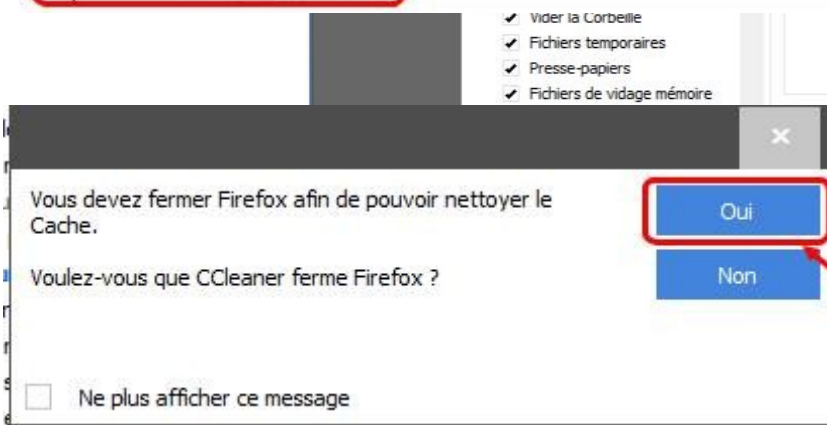 Vider la Corbeille
Fichiers temporaires
Presse-papiers
Fichiers de vidage mémoire
Vous devez fermer Firefox afin de pouvoir nettoyer le
Cache.
Oui
Voulez-vous que CCleaner ferme Firefox ?
Non
Ne plus afficher ce message